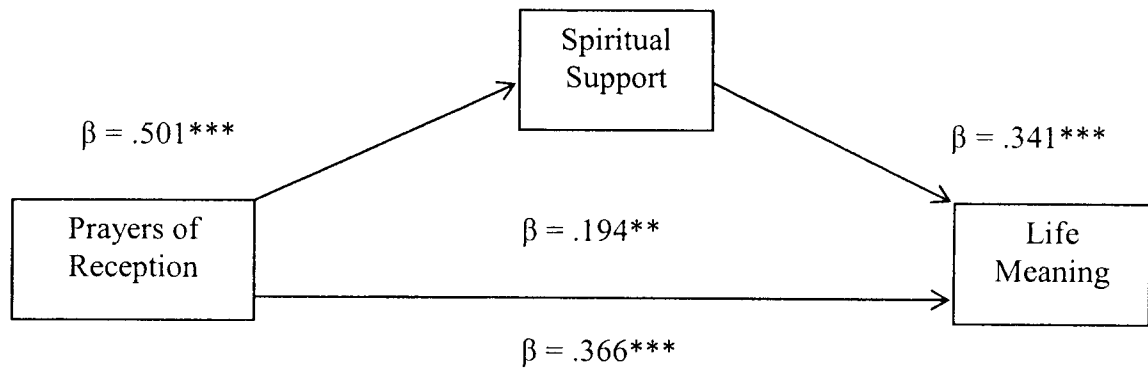 Spiritual
Support
β = .501***
β = .341***
Prayers of
Reception
β = .194**
Life
Meaning
β = .366***